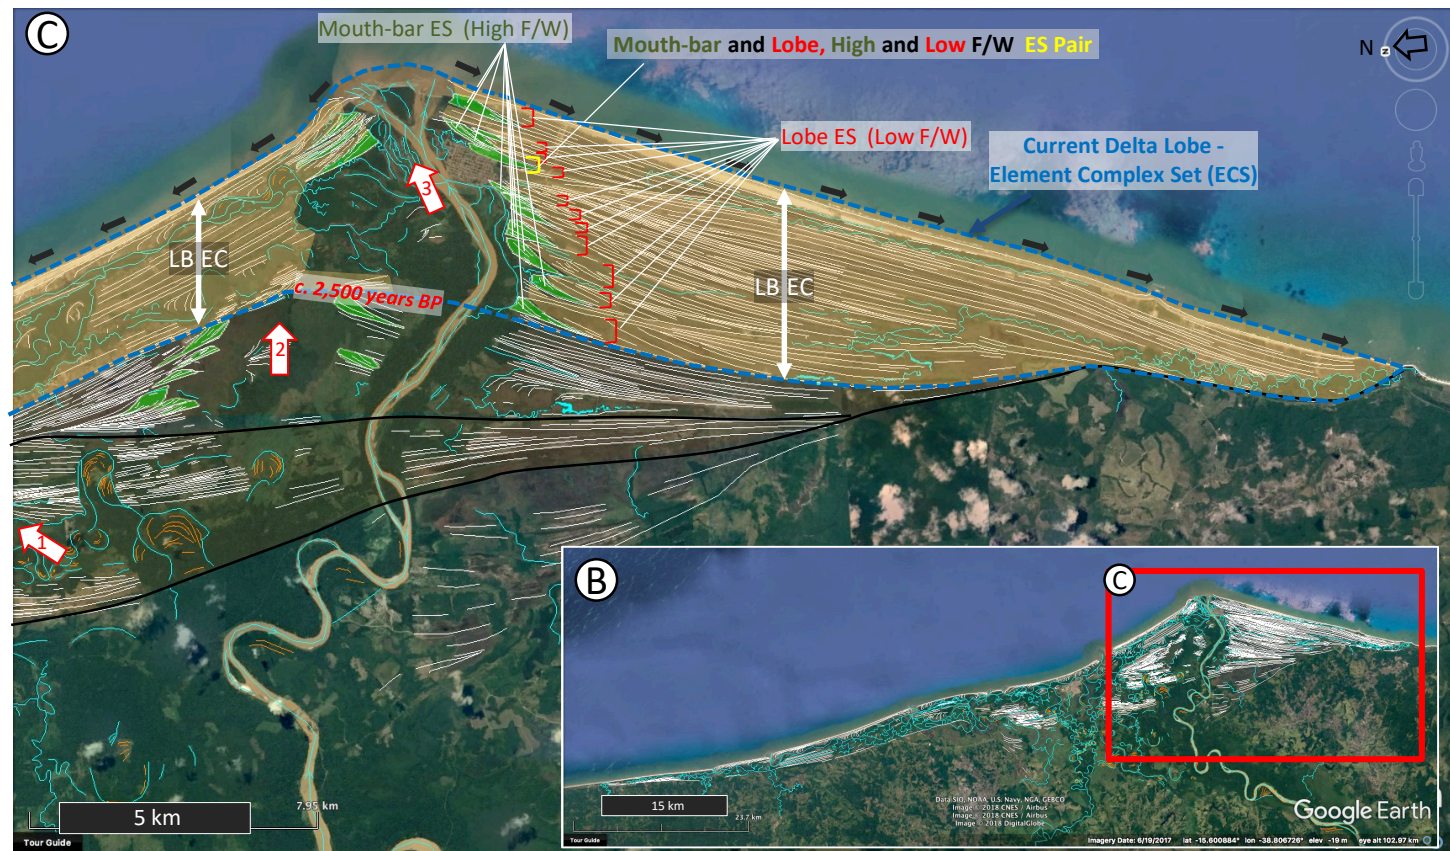 C
Mouth-bar ES (High F/W)
Mouth-bar and Lobe, High and Low F/W ES Pair
N
Lobe ES (Low F/W)
Current Delta Lobe -
Element Complex Set (ECS)
3
LB EC
LB EC
c. 2,500 years BP
2
1
B
C
7.95 km
5 km
Tour Guide
15 km
23.7 km
Tour Guide
Data SIO, NOAA, U.S. Navy, NGA, GEBCO
Image © 2018 CNES / Airbus
Image © 2018 CNES / Airbus
Image © 2018 DigitalGlobe
Google Earth
Imagery Date: 6/19/2017 lat -15.600884° lon -38.806726° elev -19 m eye alt 102.97 km